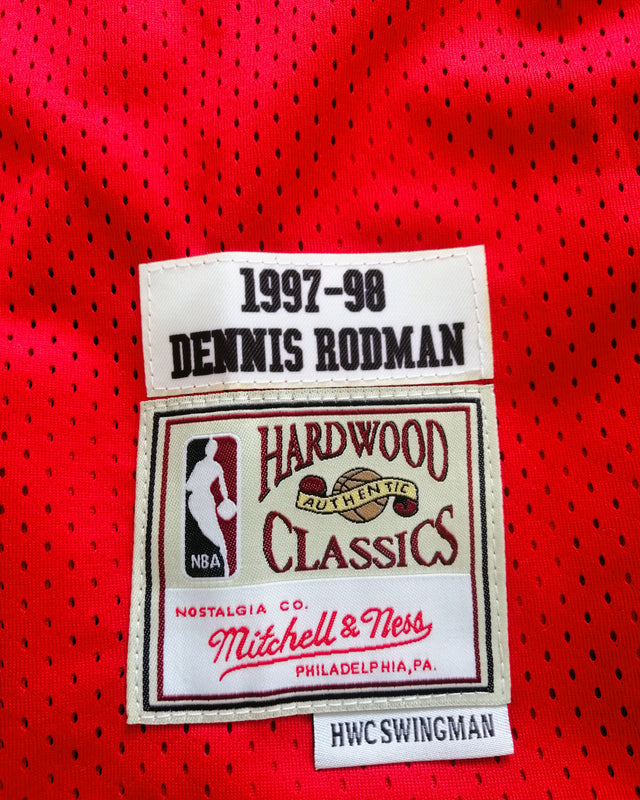 1997-98
DENNIS RODMAN
HARDWOOD
AUTHENTIC
CLASSICS
NBA
NOSTALGIA CO.
Mitchell & Ness
PHILADELPHIA, PA.
HWC SWINGMAN